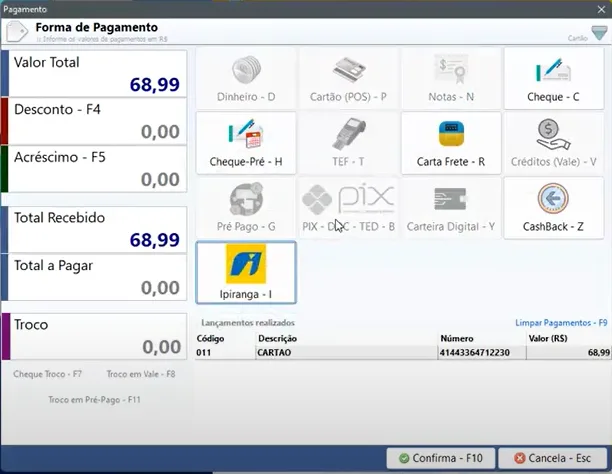 Pagamento
Forma de Pagamento
:: Informe os valores de pagamentos em R$
Cartão
Valor Total
68,99
Desconto - F4
0,00
Acréscimo - F5
0,00
Total Recebido
68,99
Total a Pagar
0,00
Troco
0,00
Cheque Troco - F7 Troco em Vale - F8
Troco em Pré-Pago - F11
Dinheiro - D Cartão (POS) - P Notas - N Cheque - C
Cheque-Pré - H TEF - T Carta Frete - R Créditos (Vale) - V
pix
Pré Pago - G PIX - DOC - TED - B Carteira Digital - Y CashBack - Z
Ipiranga - I
Lançamentos realizados Limpar Pagamentos - F9
Código Descrição Número Valor (R$)
011 CARTAO 41443364712230 68,99
Confirma - F10 Cancela - Esc